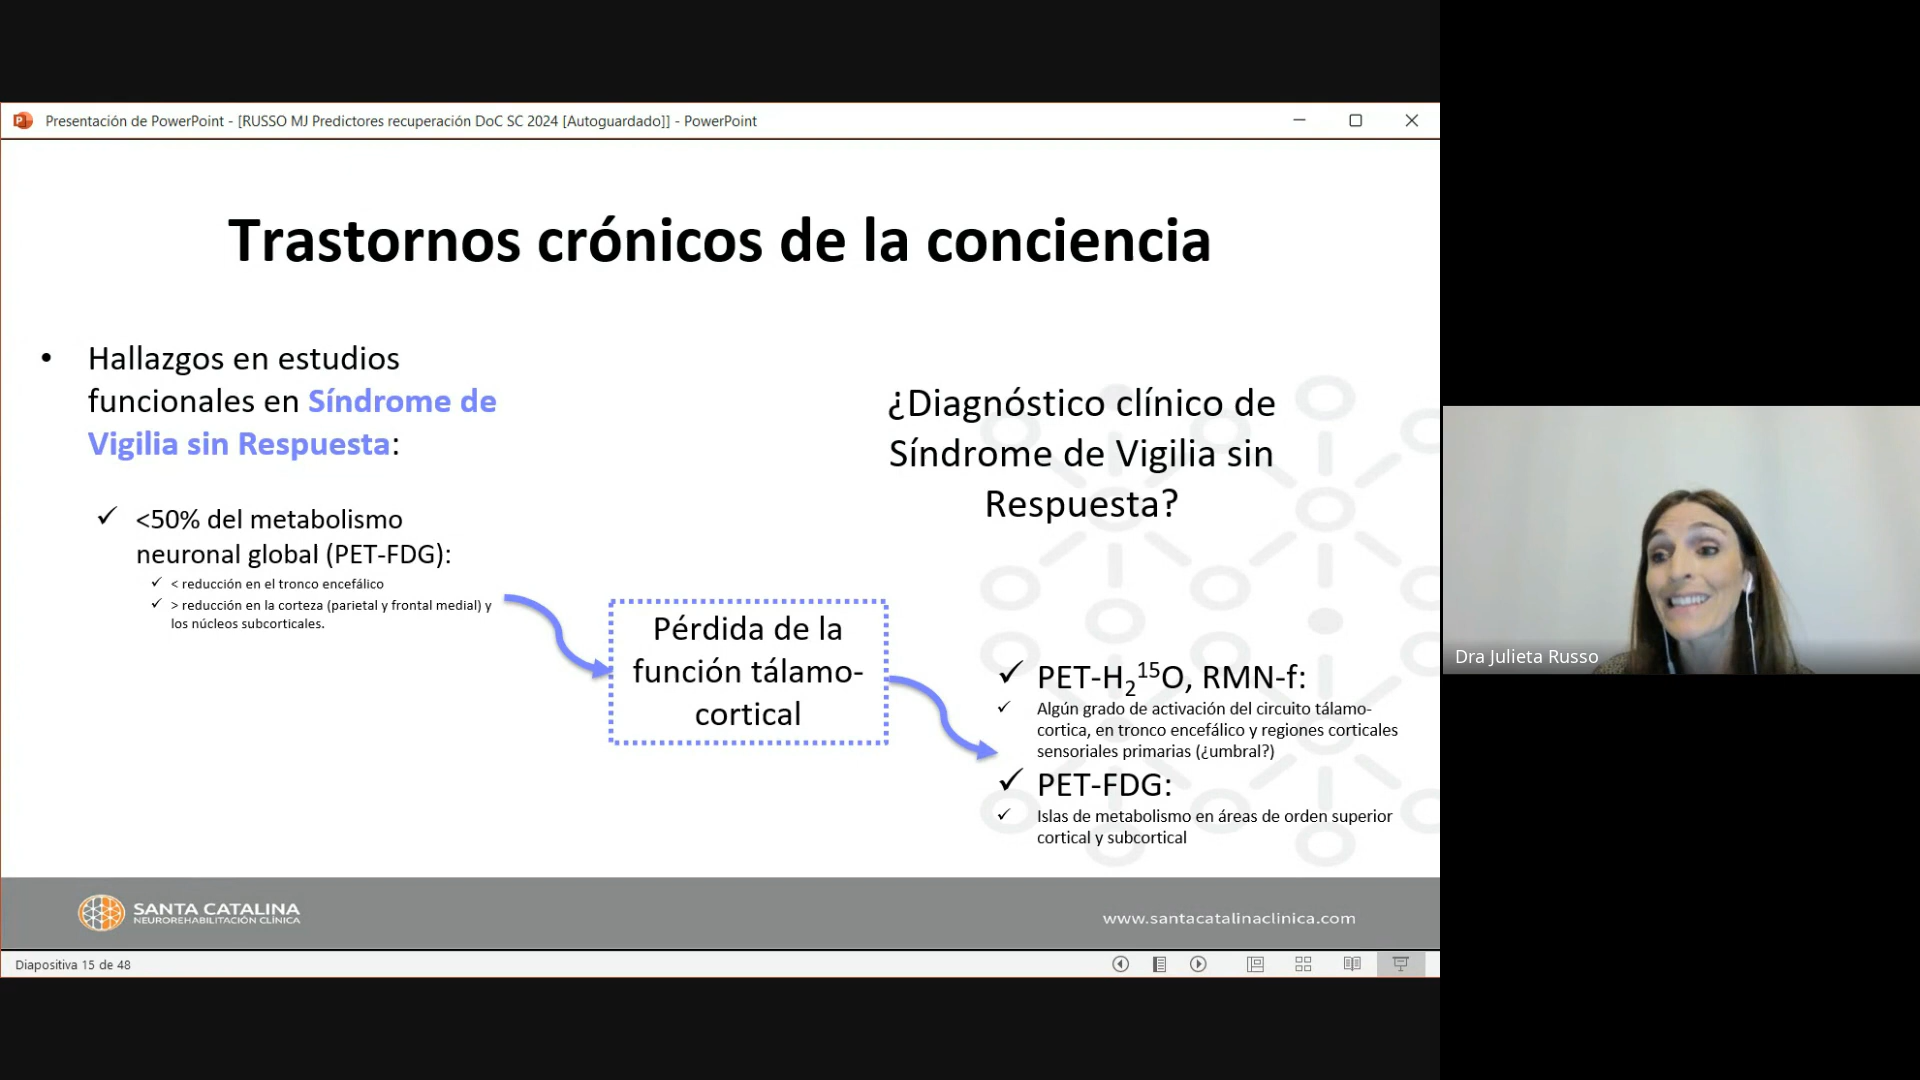 Presentación de PowerPoint - [RUSSO MJ Predictores recuperación DoC SC 2024 [Autoguardado]] - PowerPoint
Trastornos crónicos de la conciencia
• Hallazgos en estudios
funcionales en Síndrome de
Vigilia sin Respuesta:
✓ <50% del metabolismo
neuronal global (PET-FDG):
✓ < reducción en el tronco encefálico
✓ > reducción en la corteza (parietal y frontal medial) y
los núcleos subcorticales.
Pérdida de la
función tálamo-
cortical
¿Diagnóstico clínico de
Síndrome de Vigilia sin
Respuesta?
✓ PET-H₂¹⁵O, RMN-f:
✓ Algún grado de activación del circuito tálamo-
cortica, en tronco encefálico y regiones corticales
sensoriales primarias (¿umbral?)
✓ PET-FDG:
✓ Islas de metabolismo en áreas de orden superior
cortical y subcortical
SANTA CATALINA
NEUROREHABILITACIÓN CLÍNICA
www.santacatalinaclinica.com
Diapositiva 15 de 48
Dra Julieta Russo